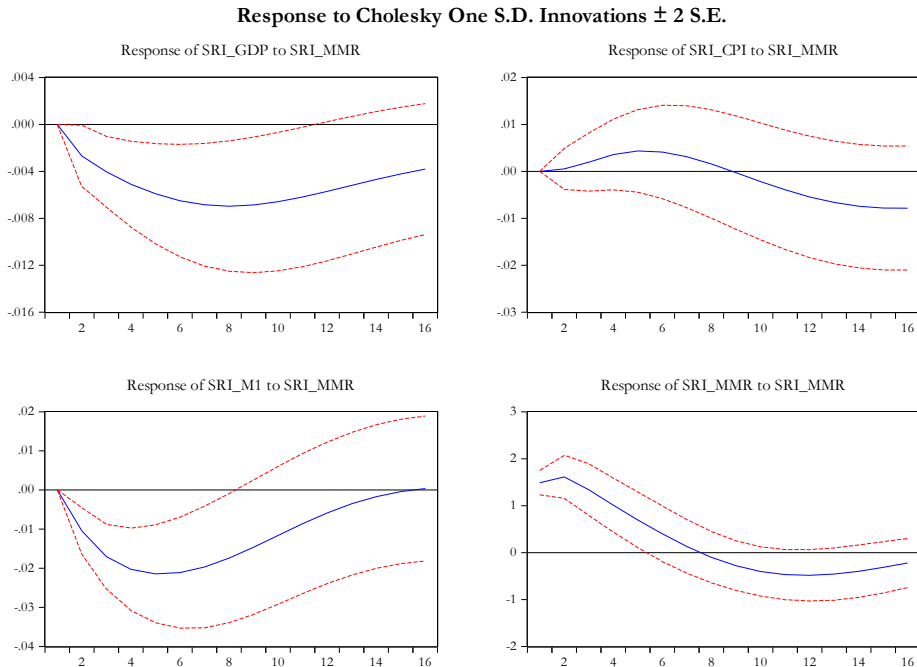 Response to Cholesky One S.D. Innovations ± 2 S.E.
Response of SRI_GDP to SRI_MMR
.004
.000
-.004
-.008
-.012
-.016
2 4 6 8 10 12 14 16
Response of SRI_CPI to SRI_MMR
.02
.01
.00
-.01
-.02
-.03
2 4 6 8 10 12 14 16
Response of SRI_M1 to SRI_MMR
.02
.01
.00
-.01
-.02
-.03
-.04
2 4 6 8 10 12 14 16
Response of SRI_MMR to SRI_MMR
3
2
1
0
-1
-2
2 4 6 8 10 12 14 16